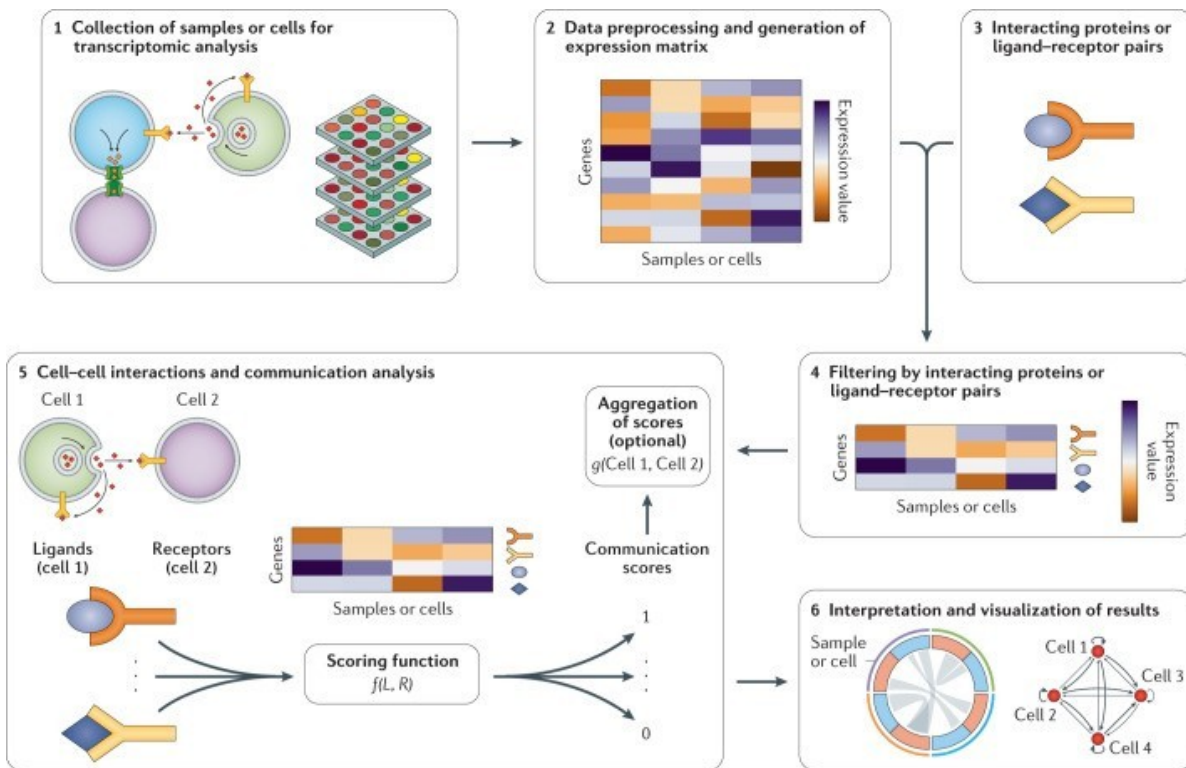 1 Collection of samples or cells for
transcriptomic analysis
2 Data preprocessing and generation of
expression matrix
Genes
Samples or cells
Expression value
3 Interacting proteins or
ligand–receptor pairs
4 Filtering by interacting proteins or
ligand–receptor pairs
Genes
Samples or cells
Expression
value
5 Cell–cell interactions and communication analysis
Cell 1
Cell 2
Ligands
(cell 1)
Receptors
(cell 2)
Genes
Samples or cells
Scoring function
f(L, R)
Aggregation
of scores
(optional)
g(Cell 1, Cell 2)
Communication
scores
1
0
6 Interpretation and visualization of results
Sample
or cell
Cell 1
Cell 2
Cell 3
Cell 4